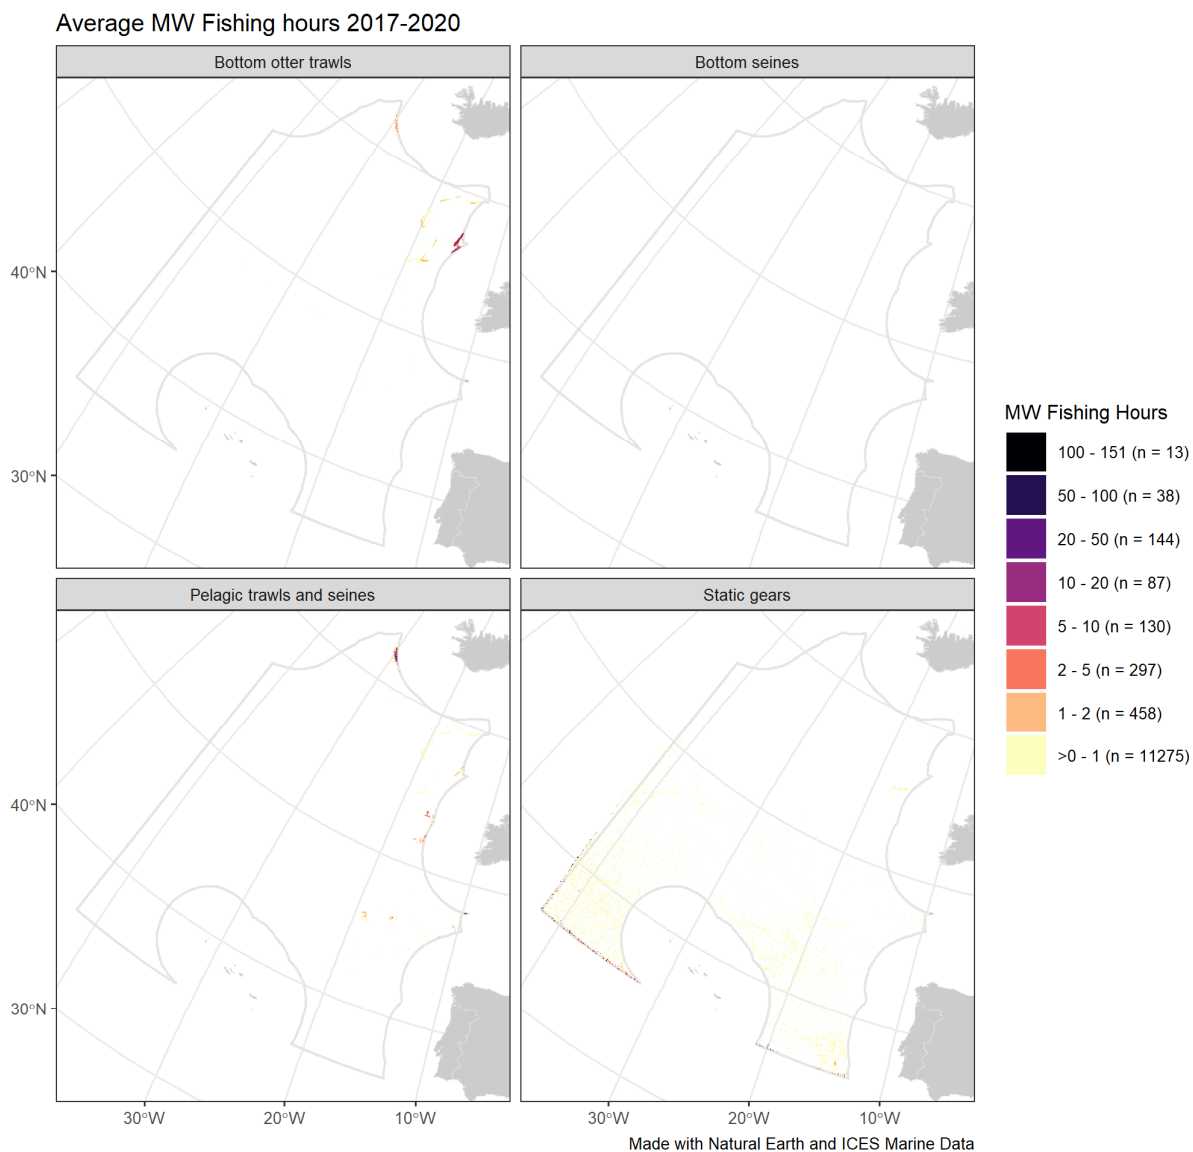 Average MW Fishing hours 2017-2020
Bottom otter trawls
Bottom seines
40°N
30°N
Pelagic trawls and seines
Static gears
40°N
30°N
30°W
20°W
10°W
30°W
20°W
10°W
MW Fishing Hours
100 - 151 (n = 13)
50 - 100 (n = 38)
20 - 50 (n = 144)
10 - 20 (n = 87)
5 - 10 (n = 130)
2 - 5 (n = 297)
1 - 2 (n = 458)
>0 - 1 (n = 11275)
Made with Natural Earth and ICES Marine Data